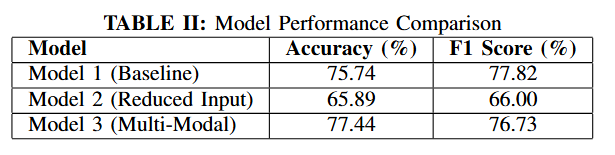 TABLE II: Model Performance Comparison
Model Accuracy (%) F1 Score (%)
Model 1 (Baseline) 75.74 77.82
Model 2 (Reduced Input) 65.89 66.00
Model 3 (Multi-Modal) 77.44 76.73